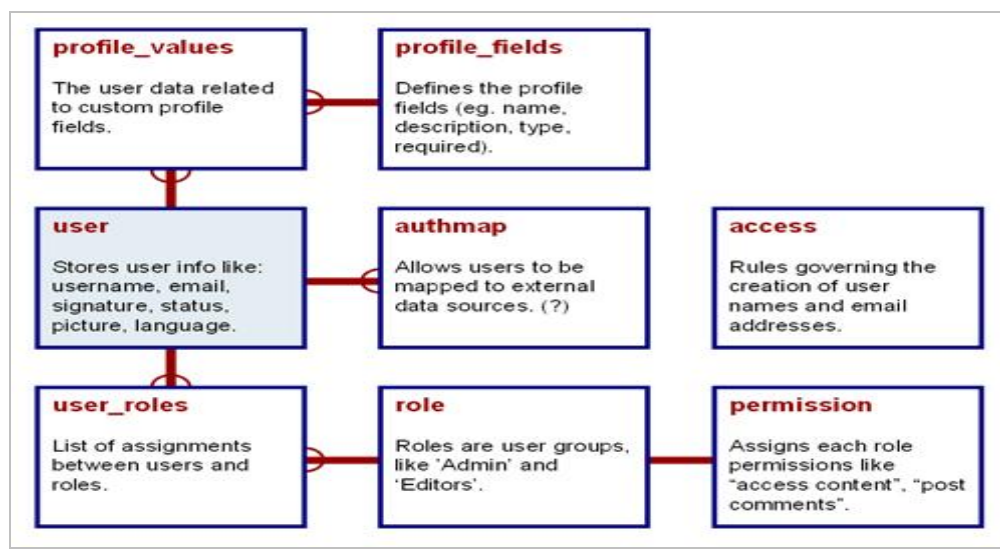 profile_values
The user data related
to custom profile
fields.
profile_fields
Defines the profile
fields (eg. name,
description, type,
required).
user
Stores user info like:
username, email,
signature, status,
picture, language.
authmap
Allows users to be
mapped to external
data sources. (?)
access
Rules governing the
creation of user
names and email
addresses.
user_roles
List of assignments
between users and
roles.
role
Roles are user groups,
like 'Admin' and
'Editors'.
permission
Assigns each role
permissions like
“access content”, “post
comments”.